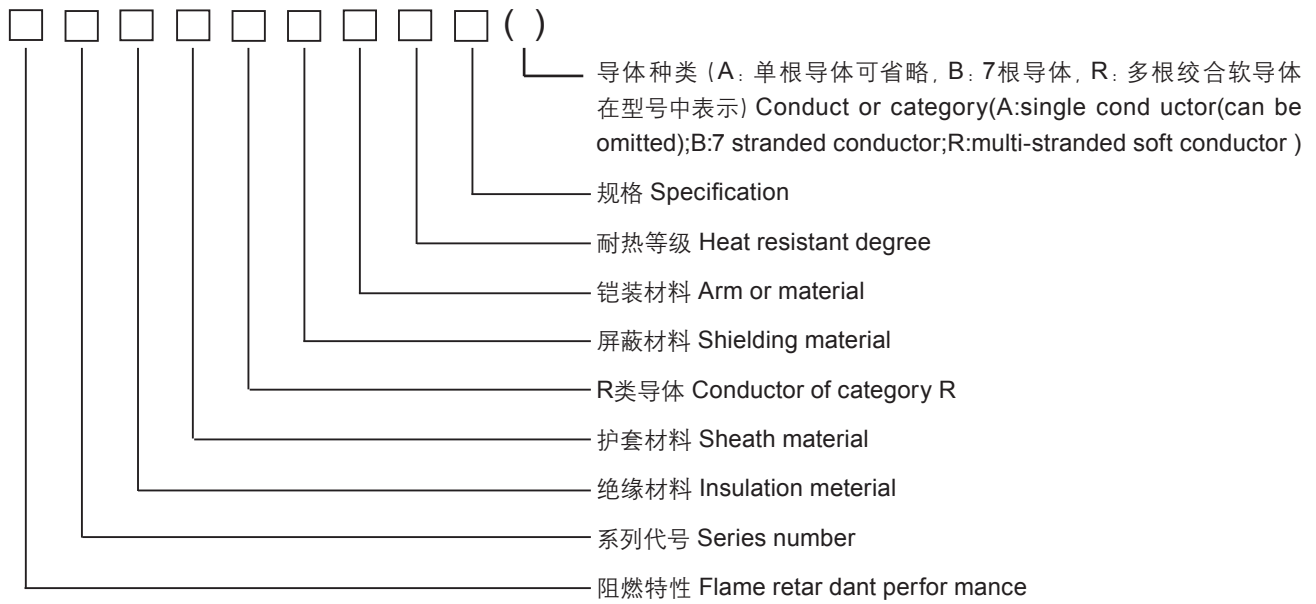 □ □ □ □ □ □ □ □ □ ( )
导体种类（A：单根导体可省略，B：7根导体，R：多根绞合软导体
在型号中表示）Conduct or category(A:single cond uctor(can be
omitted);B:7 stranded conductor;R:multi-stranded soft conductor )
规格 Specification
耐热等级 Heat resistant degree
铠装材料 Arm or material
屏蔽材料 Shielding material
R类导体 Conductor of category R
护套材料 Sheath material
绝缘材料 Insulation meterial
系列代号 Series number
阻燃特性 Flame retar dant perfor mance